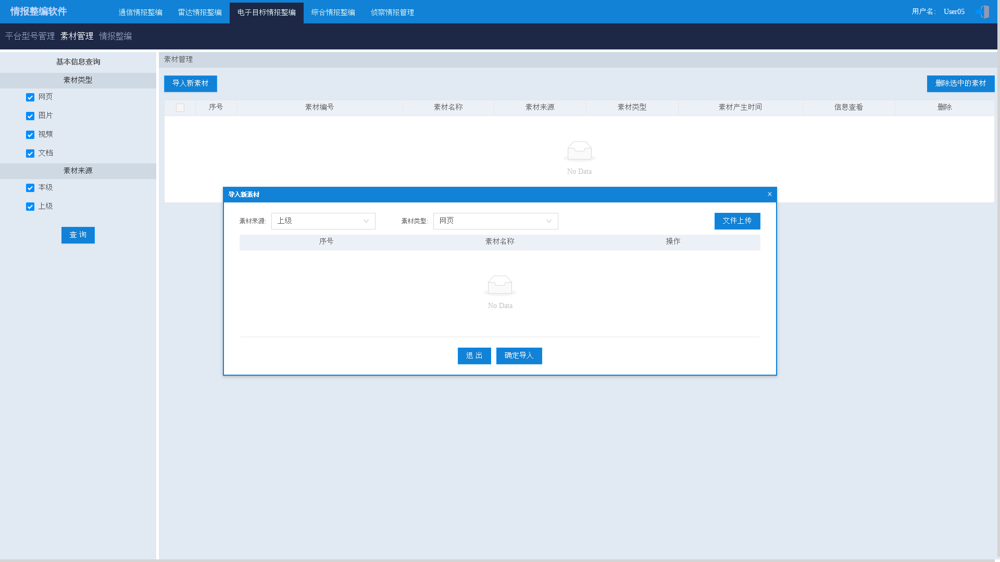 情报整编软件 通信情报整编 雷达情报整编 电子目标情报整编 综合情报整编 侦察情报管理 用户名: User05
平台型号管理 素材管理 情报整编
基本信息查询
素材类型
网页
图片
视频
文档
素材来源
本级
上级
查 询
素材管理
导入新素材 删除选中的素材
序号 素材编号 素材名称 素材来源 素材类型 素材产生时间 信息查看 删除
No Data
导入新素材
素材来源: 上级 素材类型: 网页 文件上传
序号 素材名称 操作
No Data
退 出 确定导入